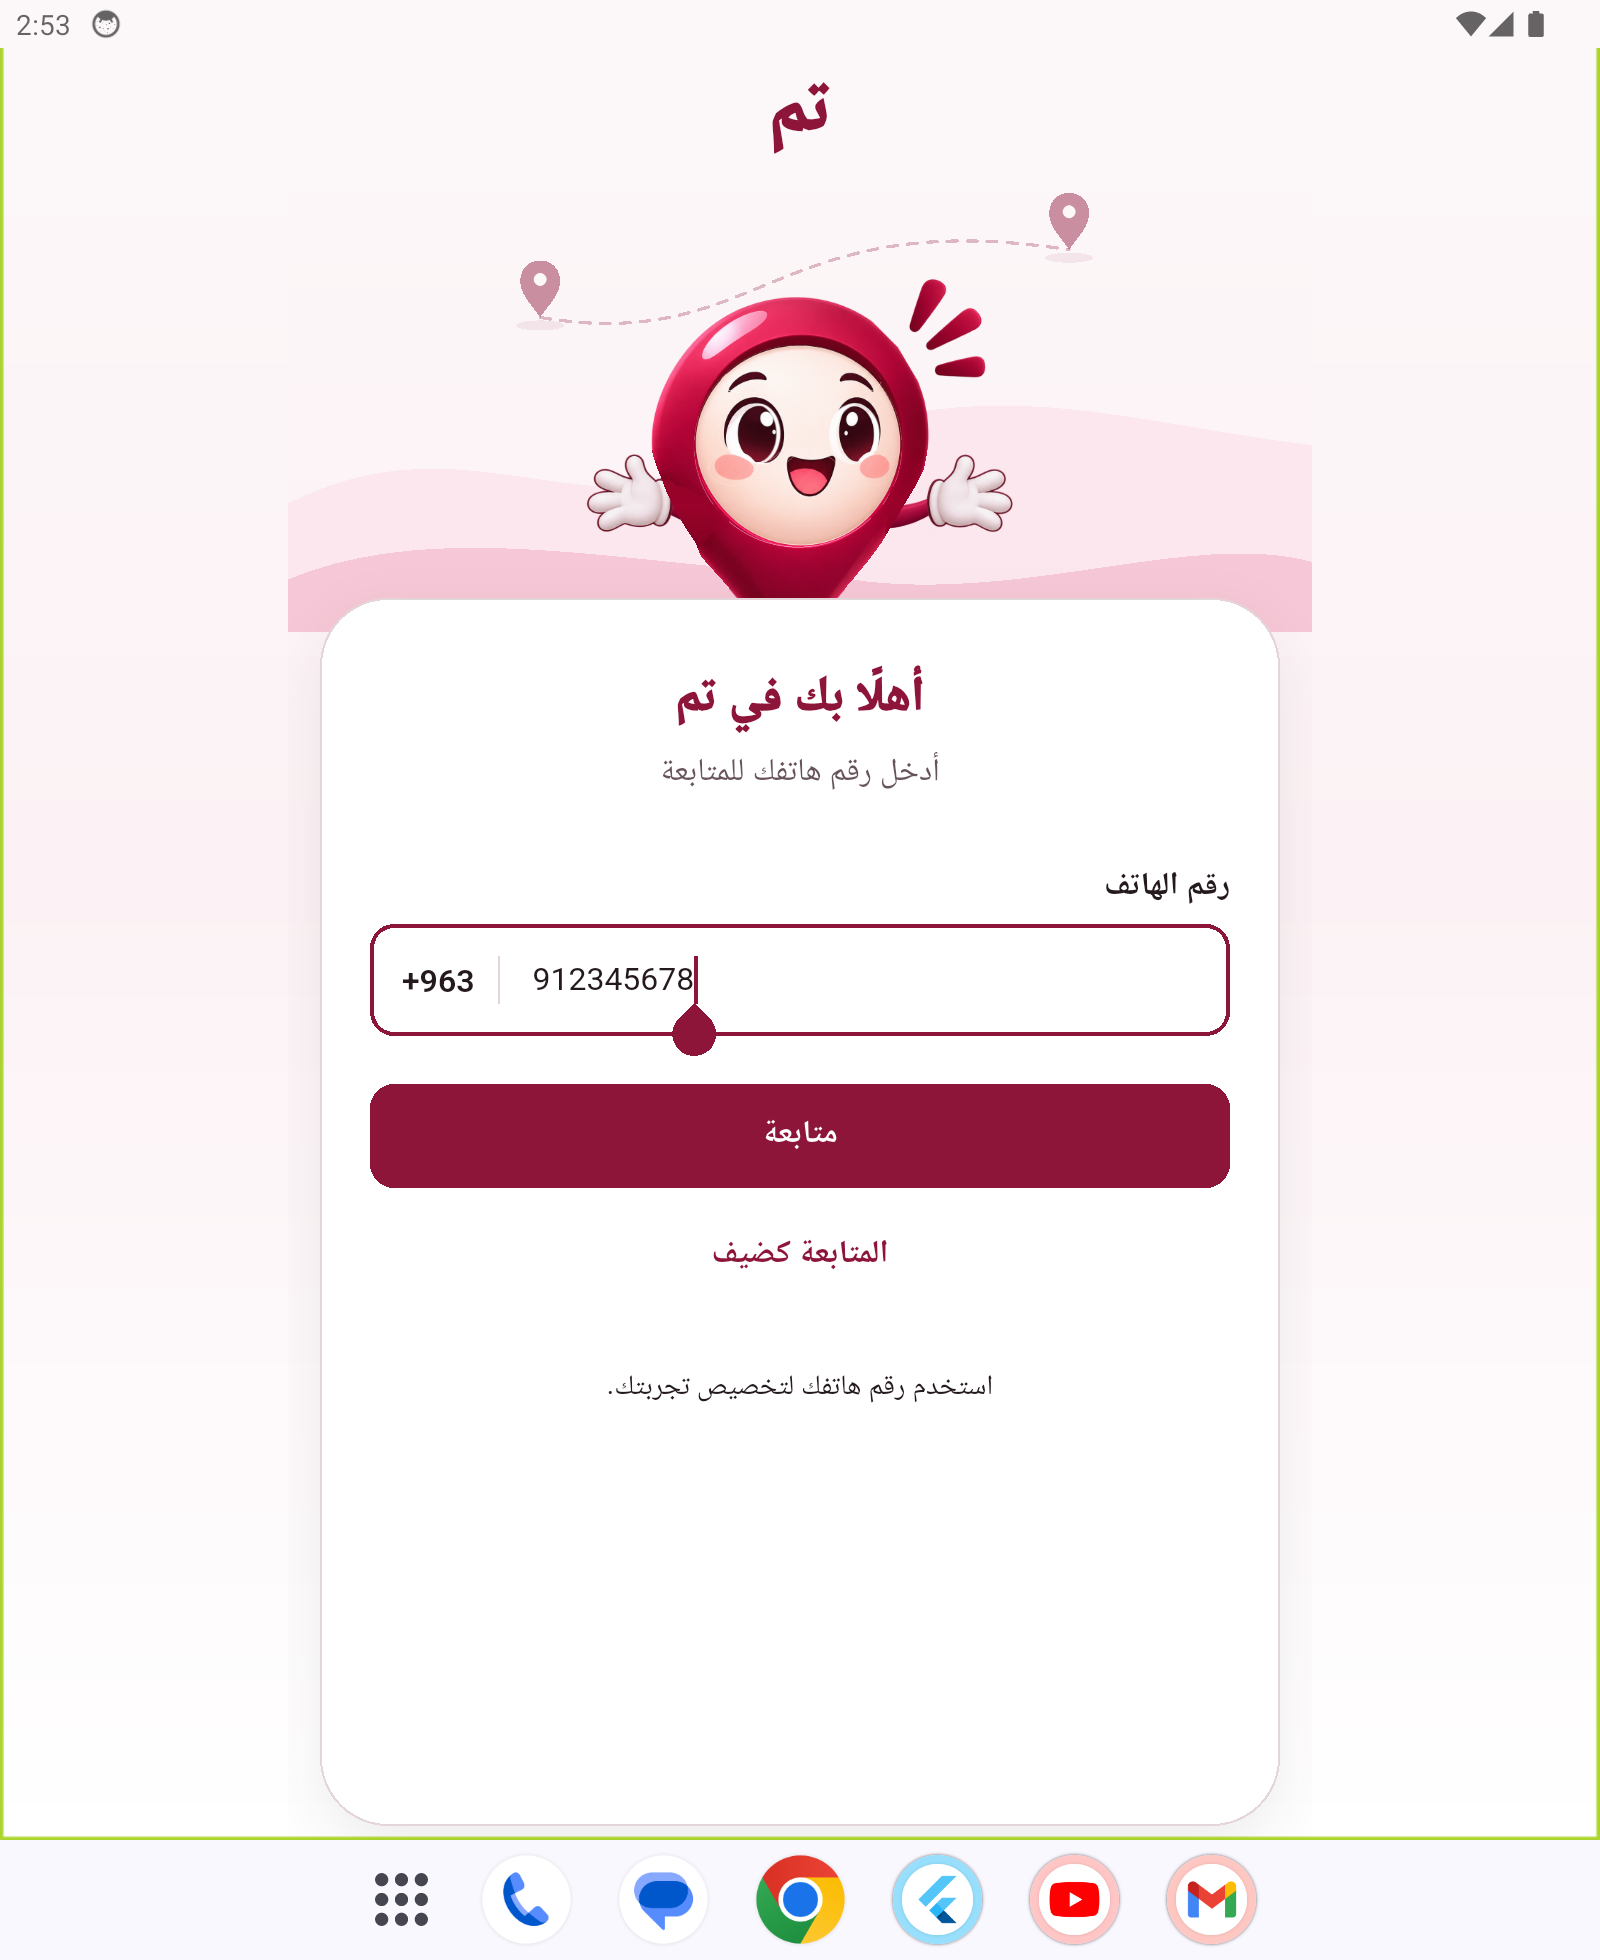 2:53
تم
أهلًا بك في تم
أدخل رقم هاتفك للمتابعة
رقم الهاتف
+963 912345678
متابعة
المتابعة كضيف
استخدم رقم هاتفك لتخصيص تجربتك.